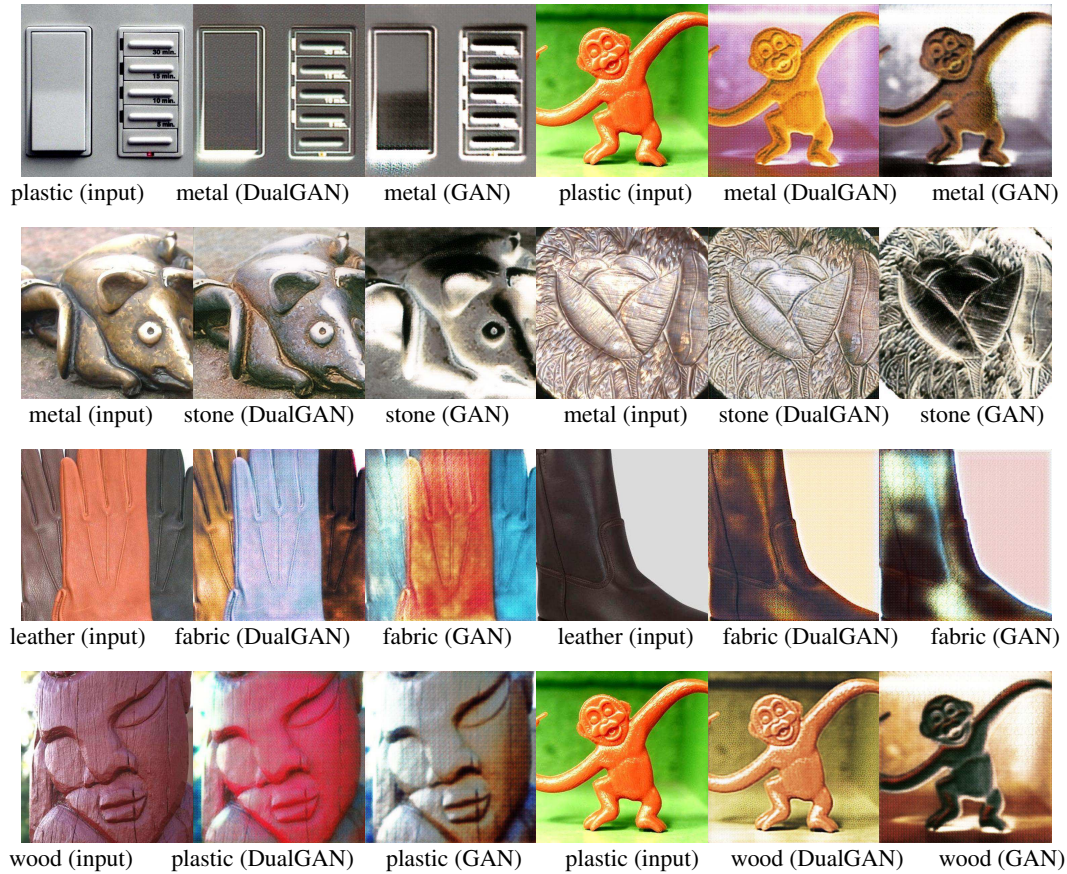 30 min.
15 min.
10 min.
5 min.
plastic (input) metal (DualGAN) metal (GAN) plastic (input) metal (DualGAN) metal (GAN)
metal (input) stone (DualGAN) stone (GAN) metal (input) stone (DualGAN) stone (GAN)
leather (input) fabric (DualGAN) fabric (GAN) leather (input) fabric (DualGAN) fabric (GAN)
wood (input) plastic (DualGAN) plastic (GAN) plastic (input) wood (DualGAN) wood (GAN)